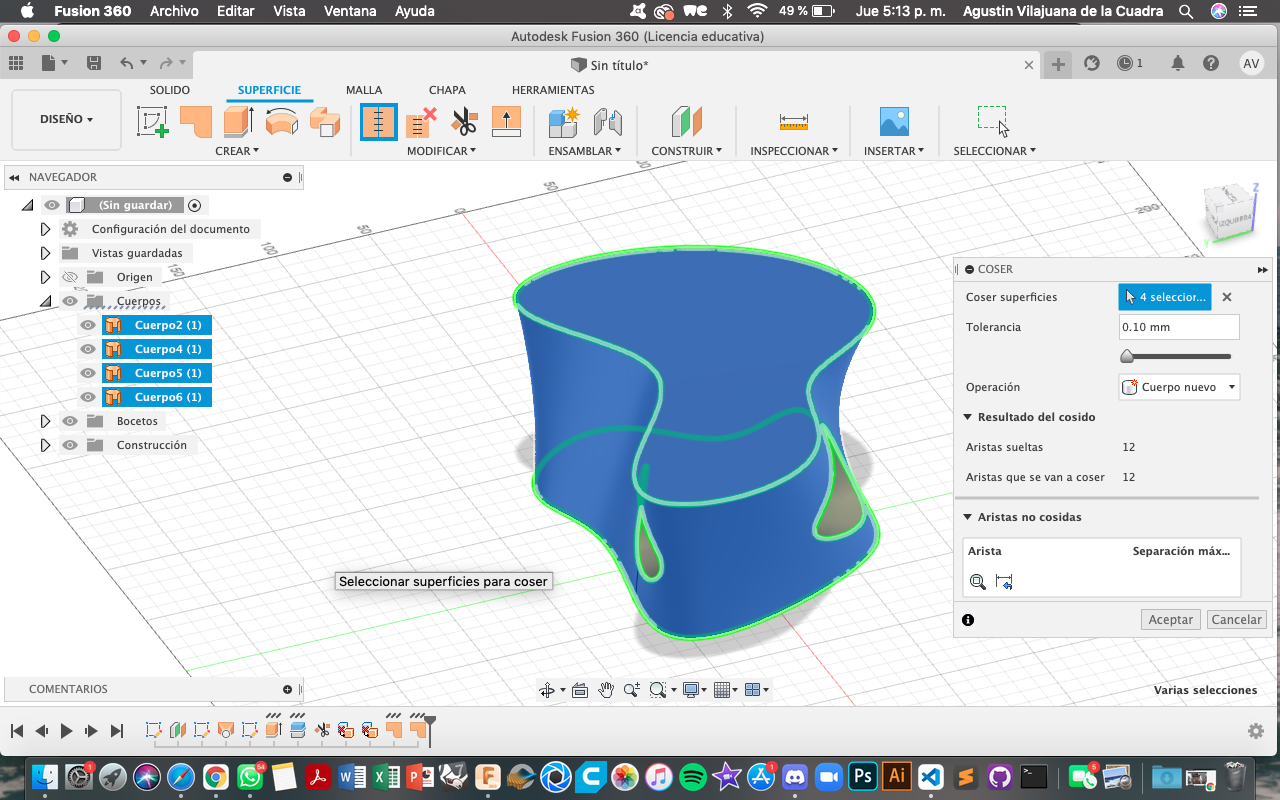 Fusion 360 Archivo Editar Vista Ventana Ayuda 49 % Jue 5:13 p. m. Agustin Vilajuana de la Cuadra
Autodesk Fusion 360 (Licencia educativa)
Sin título* 1 AV
SOLIDO SUPERFICIE MALLA CHAPA HERRAMIENTAS
DISEÑO
CREAR MODIFICAR ENSAMBLAR CONSTRUIR INSPECCIONAR INSERTAR SELECCIONAR
NAVEGADOR
(Sin guardar)
Configuración del documento
Vistas guardadas
Origen
Cuerpos
Cuerpo2 (1)
Cuerpo4 (1)
Cuerpo5 (1)
Cuerpo6 (1)
Bocetos
Construcción
150
100
50
0
50
200
Z
IZQUIERDA
Y
COSER
Coser superficies 4 seleccior...
Tolerancia 0.10 mm
Operación Cuerpo nuevo
Resultado del cosido
Aristas sueltas 12
Aristas que se van a coser 12
Aristas no cosidas
Arista Separación máx...
Aceptar Cancelar
Seleccionar superficies para coser
COMENTARIOS
Varias selecciones